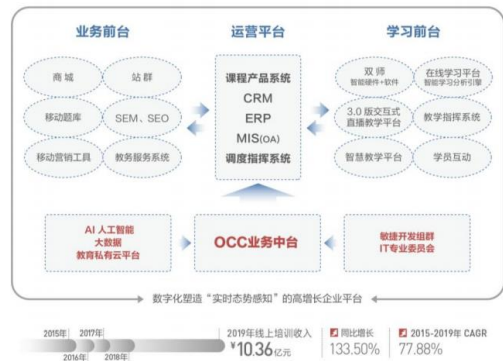 业务前台
运营平台
学习前台
商城
站群
移动题库
SEM、SEO
移动营销工具
教务服务系统
课程产品系统
CRM
ERP
MIS(OA)
调度指挥系统
双师
智能硬件+软件
在线学习平台
智能学习分析引擎
3.0版交互式
直播教学平台
教学指挥系统
智慧教学平台
学员互动
AI人工智能
大数据
教育私有云平台
OCC业务中台
敏捷开发组群
IT专业委员会
数字化塑造“实时态势感知”的高增长企业平台
2015年
2016年
2017年
2018年
2019年线上培训收入
¥10.36亿元
同比增长
133.50%
2015-2019年 CAGR
77.88%